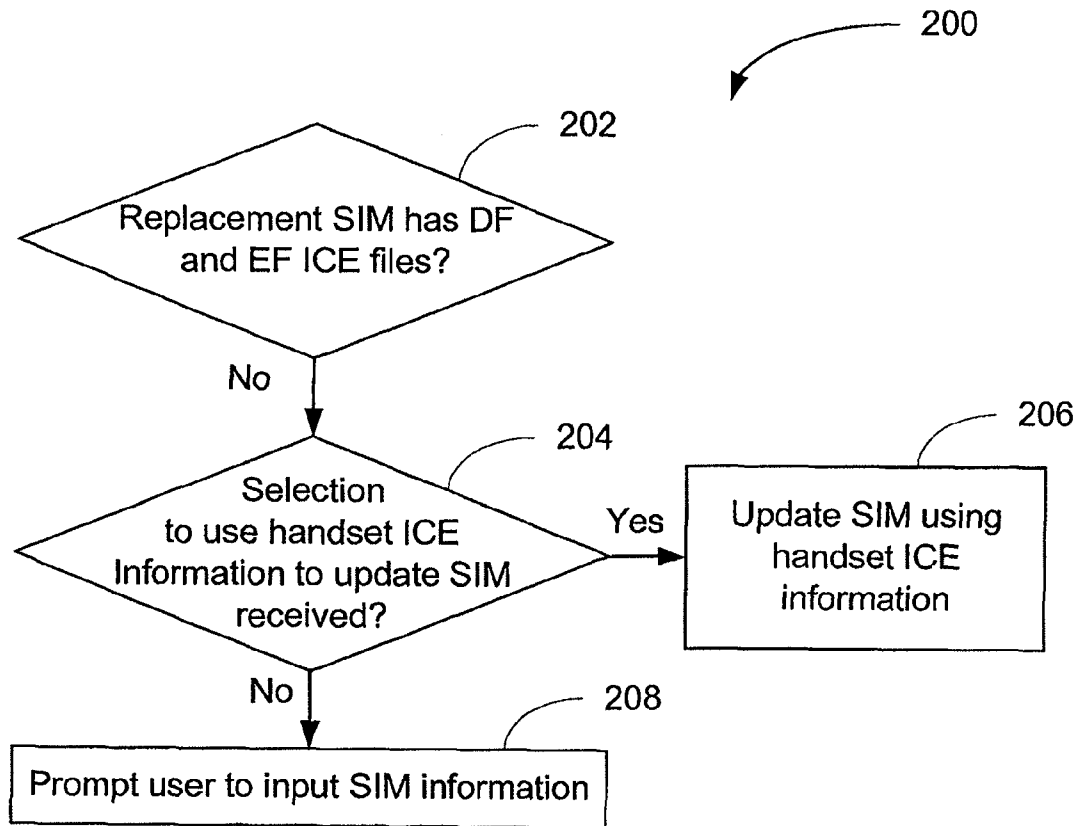 200
202
Replacement SIM has DF
and EF ICE files?
No
204
Selection
to use handset ICE
Information to update SIM
received?
Yes
206
Update SIM using
handset ICE
information
No
208
Prompt user to input SIM information